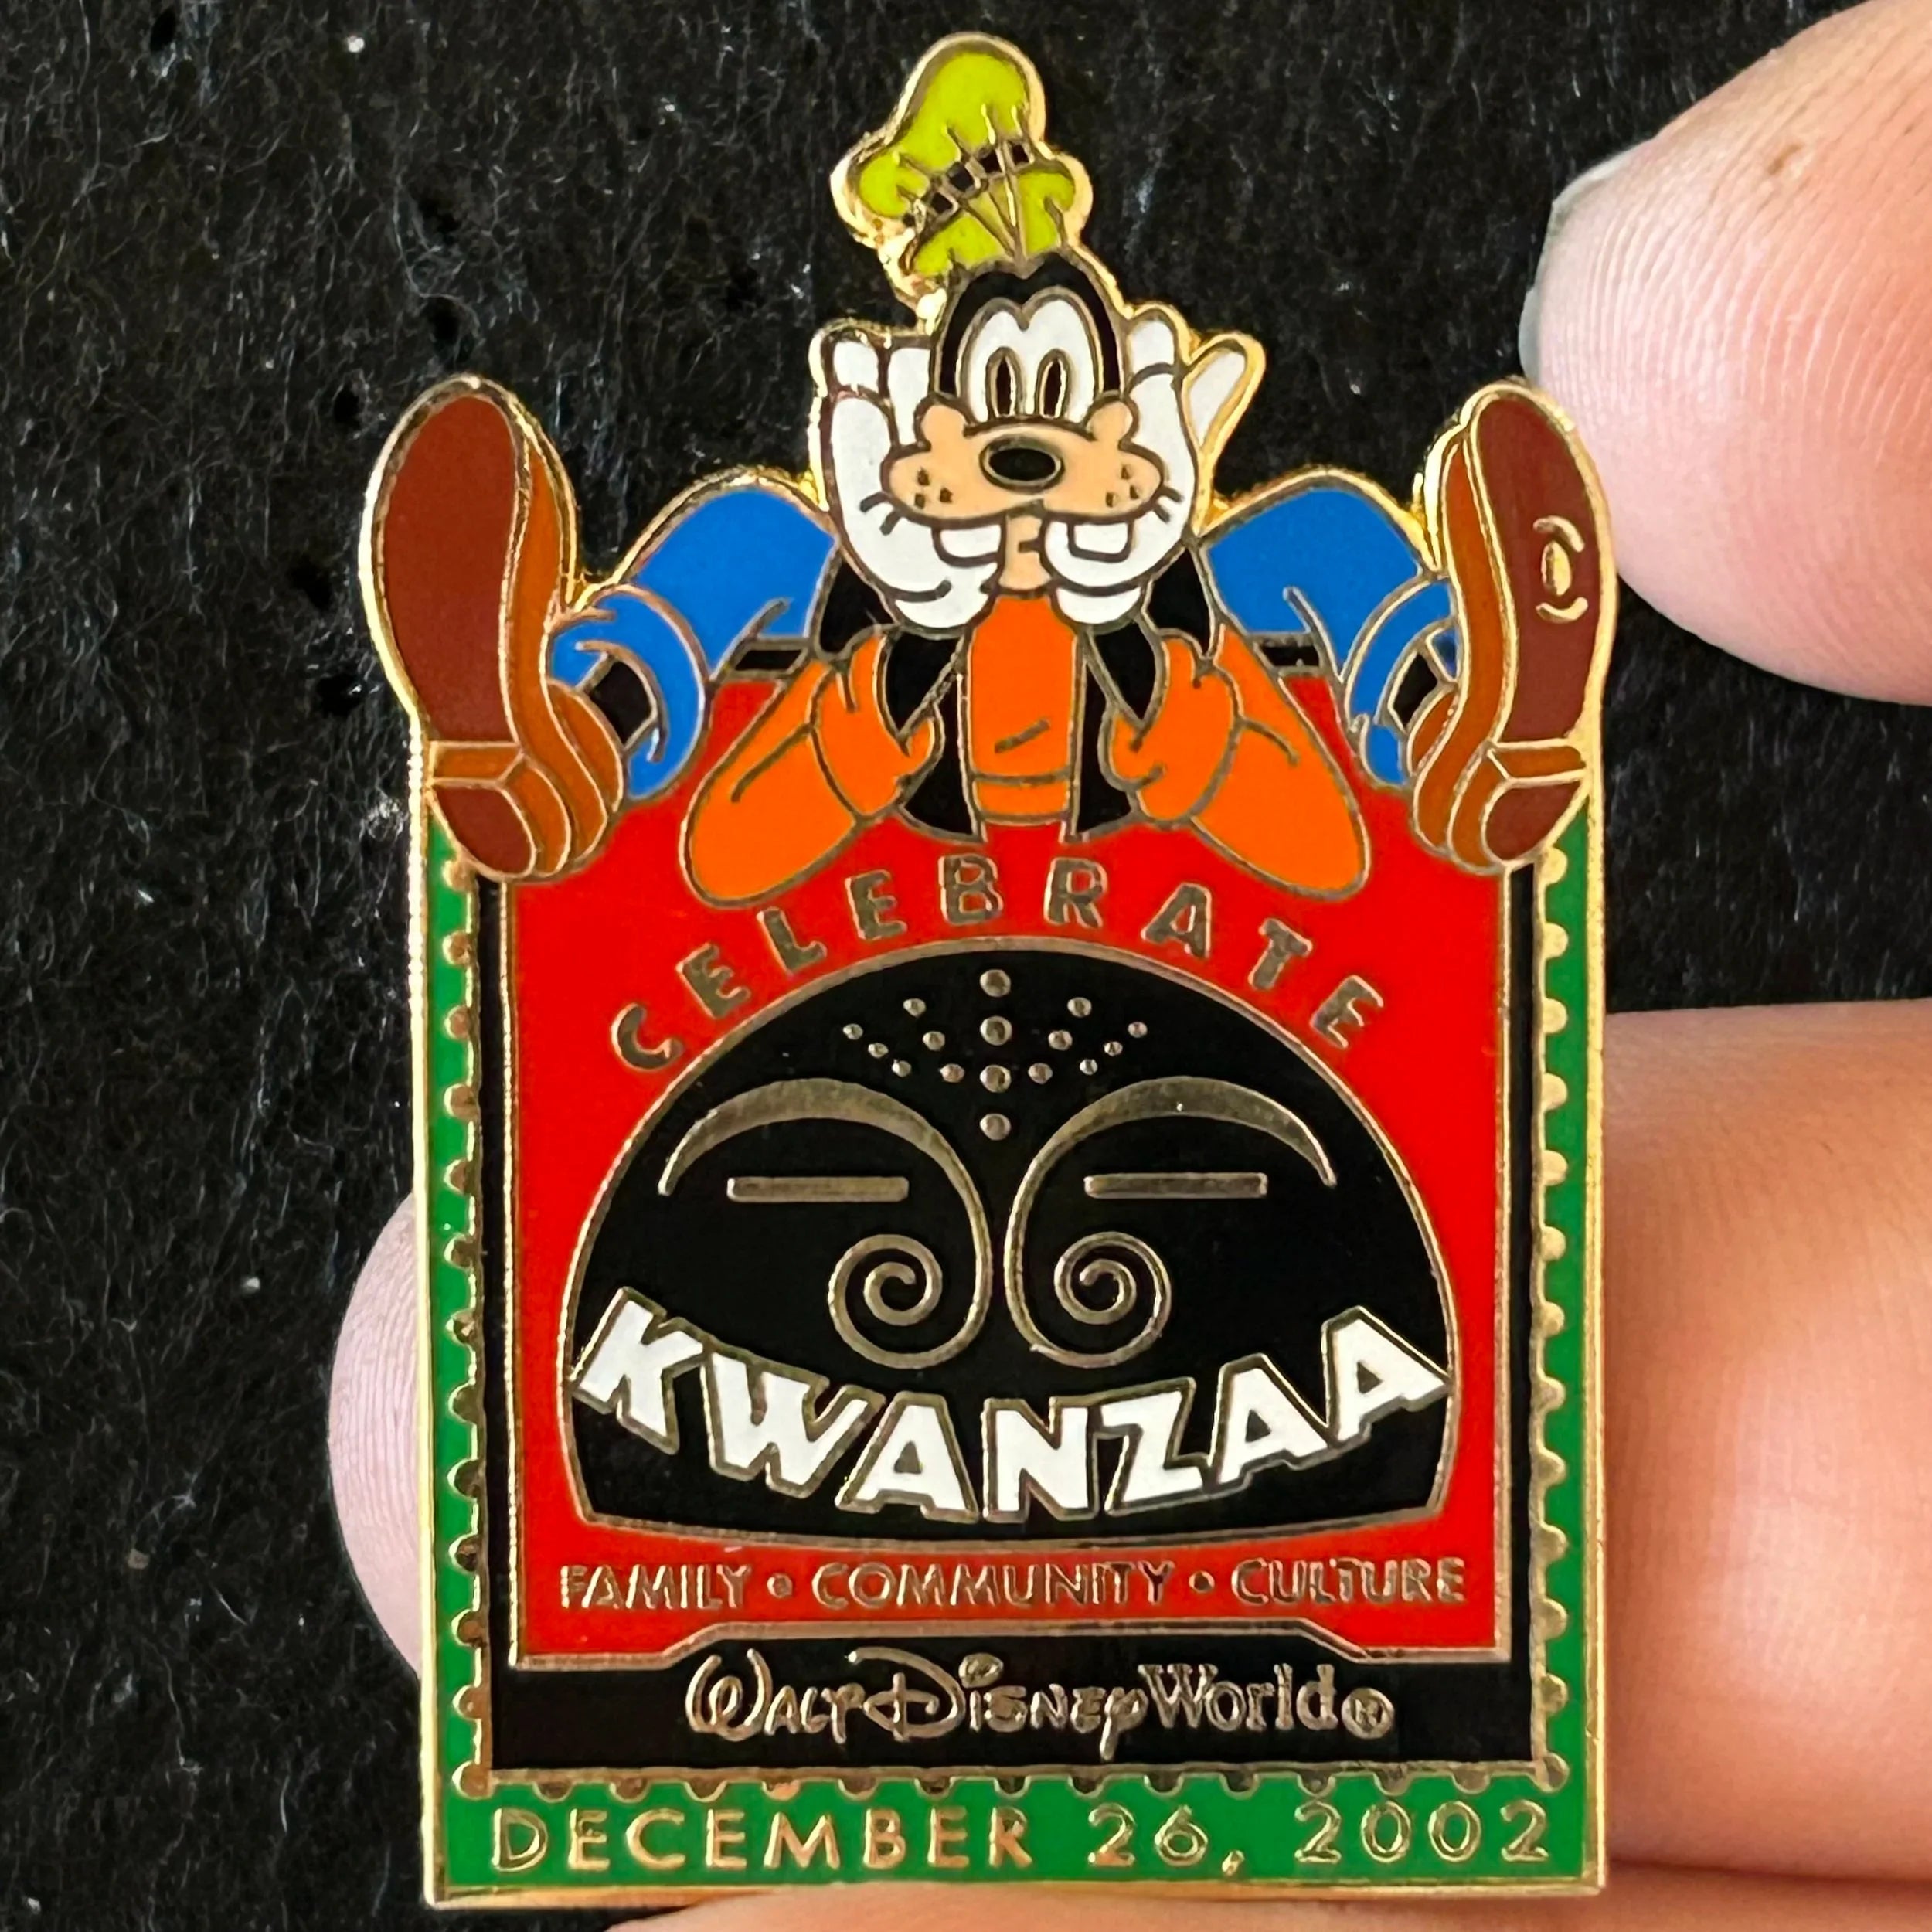 CELEBRATE
KWANZAA
FAMILY • COMMUNITY • CULTURE
WALT DISNEY World®
DECEMBER 26, 2002